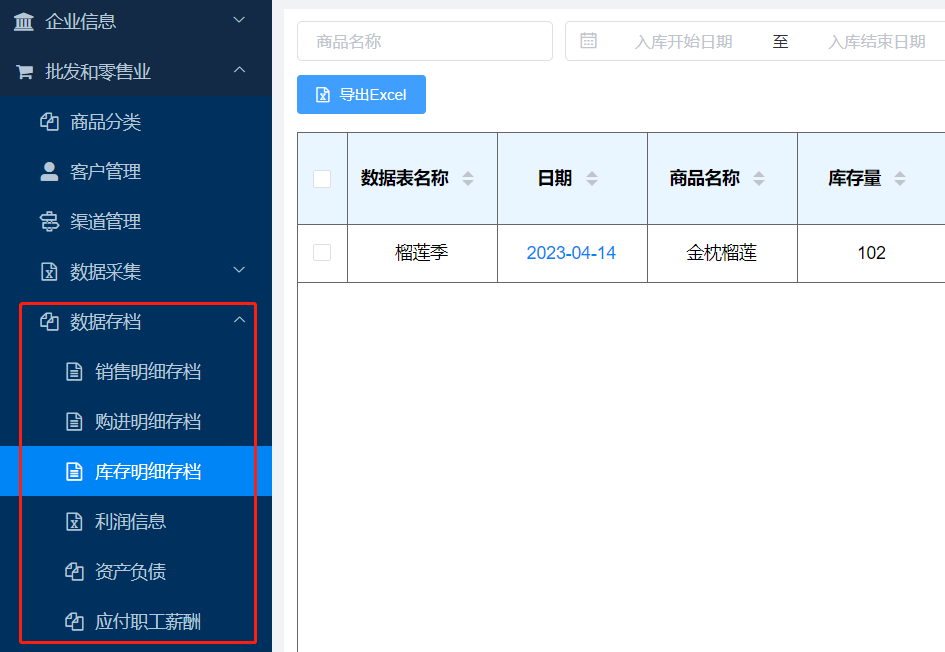 企业信息
批发和零售业
商品分类
客户管理
渠道管理
数据采集
数据存档
销售明细存档
购进明细存档
库存明细存档
利润信息
资产负债
应付职工薪酬
商品名称 入库开始日期 至 入库结束日期
导出Excel
数据表名称 日期 商品名称 库存量
榴莲季 2023-04-14 金枕榴莲 102